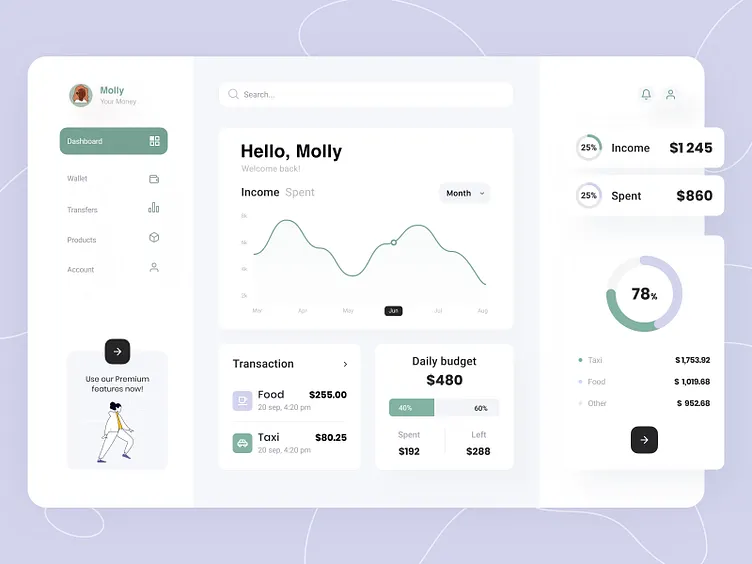 Molly
Your Money
Dashboard
Wallet
Transfers
Products
Account
Use our Premium
features now!
Search...
Hello, Molly
Welcome back!
Income Spent
Month
8k
4k
2k
Mar Apr May Jun Jul Aug
Transaction
Food $255.00
20 sep, 4:20 pm
Taxi $80.25
20 sep, 4:20 pm
Daily budget
$480
40% 60%
Spent Left
$192 $288
25% Income $1 245
25% Spent $860
78%
Taxi $1,753.92
Food $ 1,019.68
Other $ 952.68